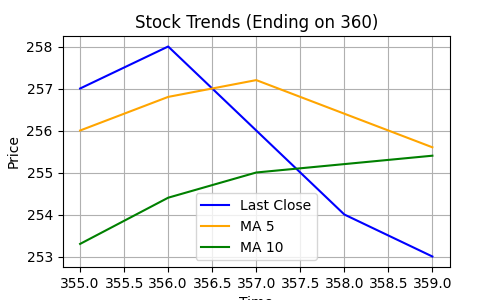 Stock Trends (Ending on 360)
Price
258
257
256
255
254
253
Last Close
MA 5
MA 10
355.0 355.5 356.0 356.5 357.0 357.5 358.0 358.5 359.0
Time